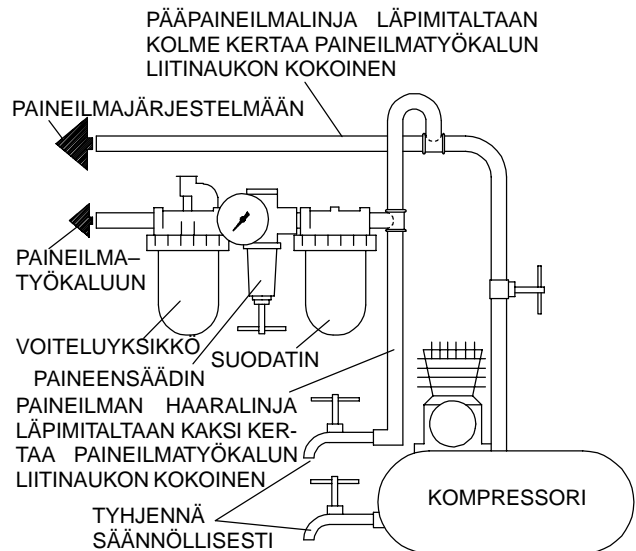 PÄÄPAINEILMALINJA LÄPIMITALTAAN
KOLME KERTAA PAINEILMATYÖKALUN
LIITINAUKON KOKOINEN
PAINEILMAJÄRJESTELMÄÄN
PAINEILMA–
TYÖKALUUN
VOITELUYKSIKKÖ
SUODATIN
PAINEENSÄÄDIN
PAINEILMAN HAARALINJA
LÄPIMITALTAAN KAKSI KER-
TAA PAINEILMATYÖKALUN
LIITINAUKON KOKOINEN
KOMPRESSORI
TYHJENNÄ
SÄÄNNÖLLISESTI